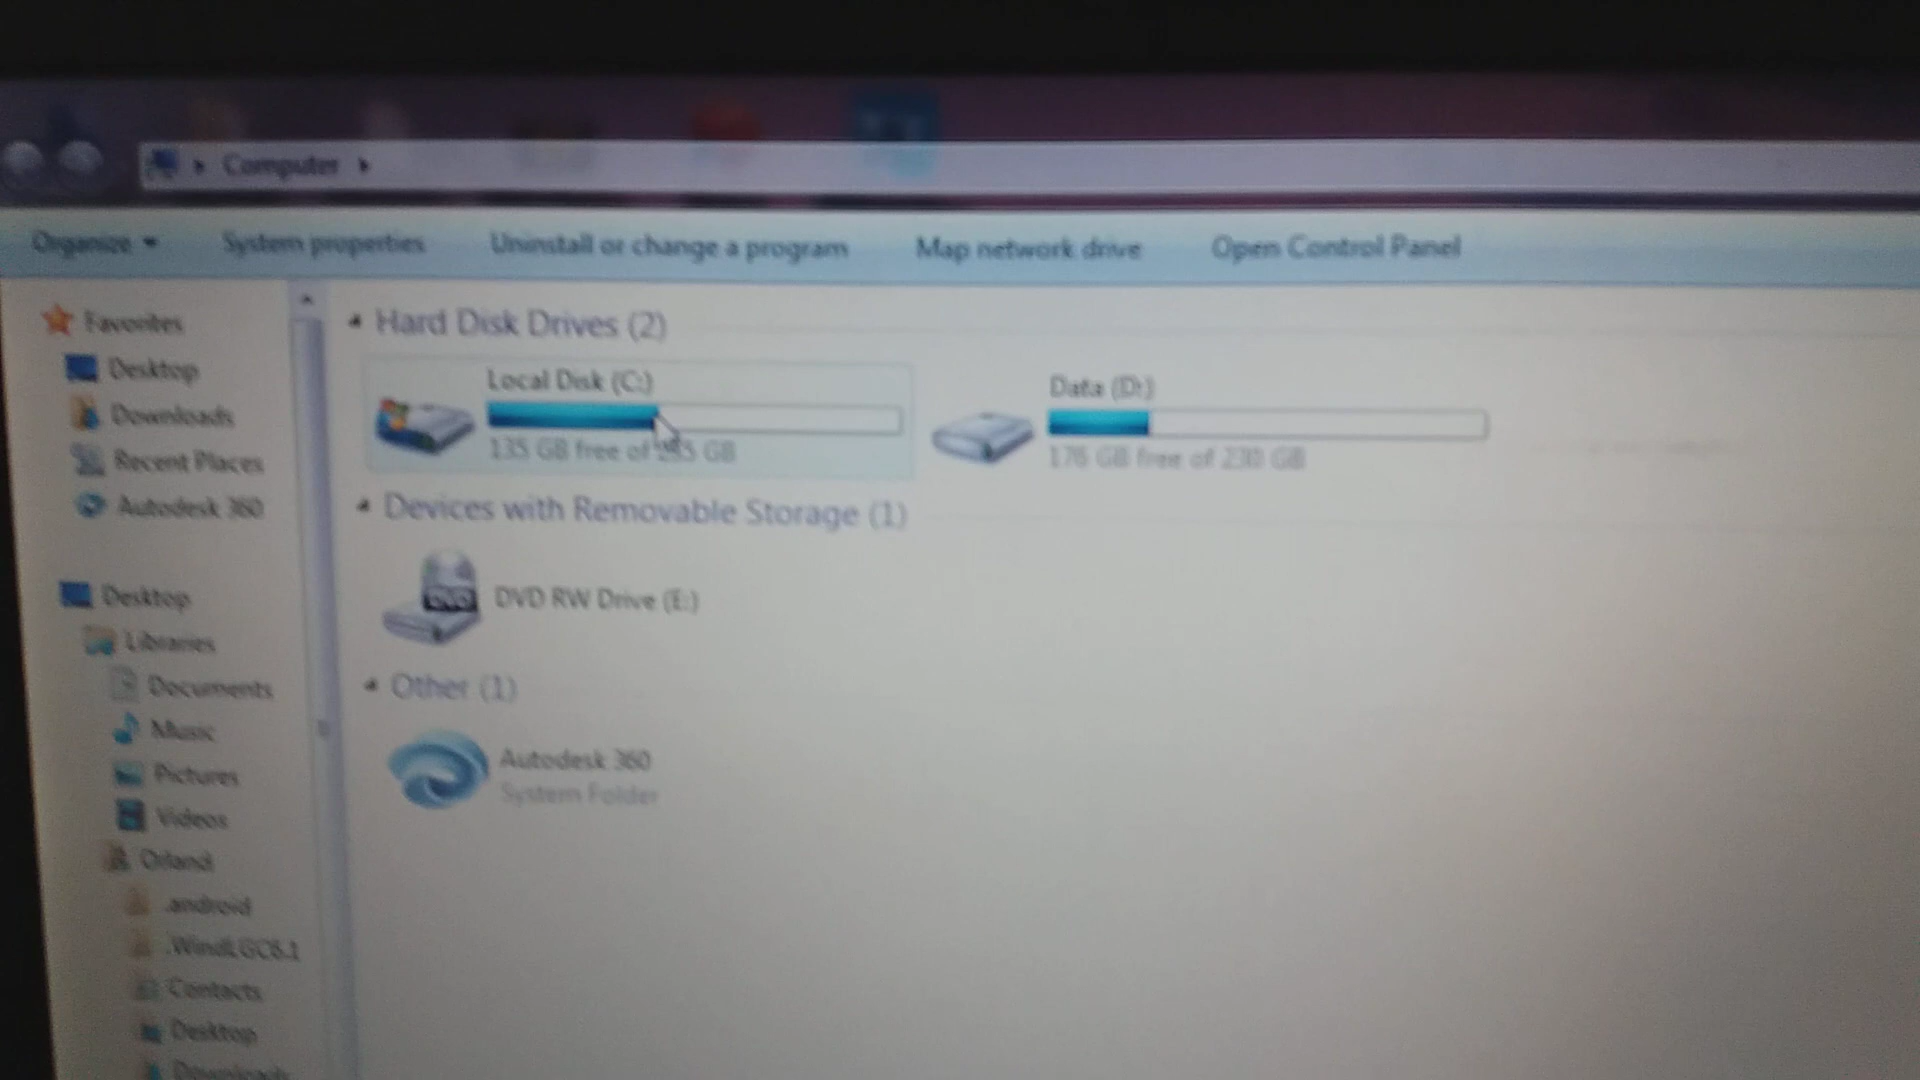 Computer
Organize
System properties
Uninstall or change a program
Map network drive
Open Control Panel
Favorites
Desktop
Downloads
Recent Places
Autodesk 360
Desktop
Libraries
Documents
Music
Pictures
Videos
Orland
.android
Contacts
Desktop
Downloads
Hard Disk Drives (2)
Local Disk (C:)
135 GB free of GB
Data (D:)
176 GB free of 230 GB
Devices with Removable Storage (1)
DVD
DVD RW Drive (E:)
Other (1)
Autodesk 360
System Folder